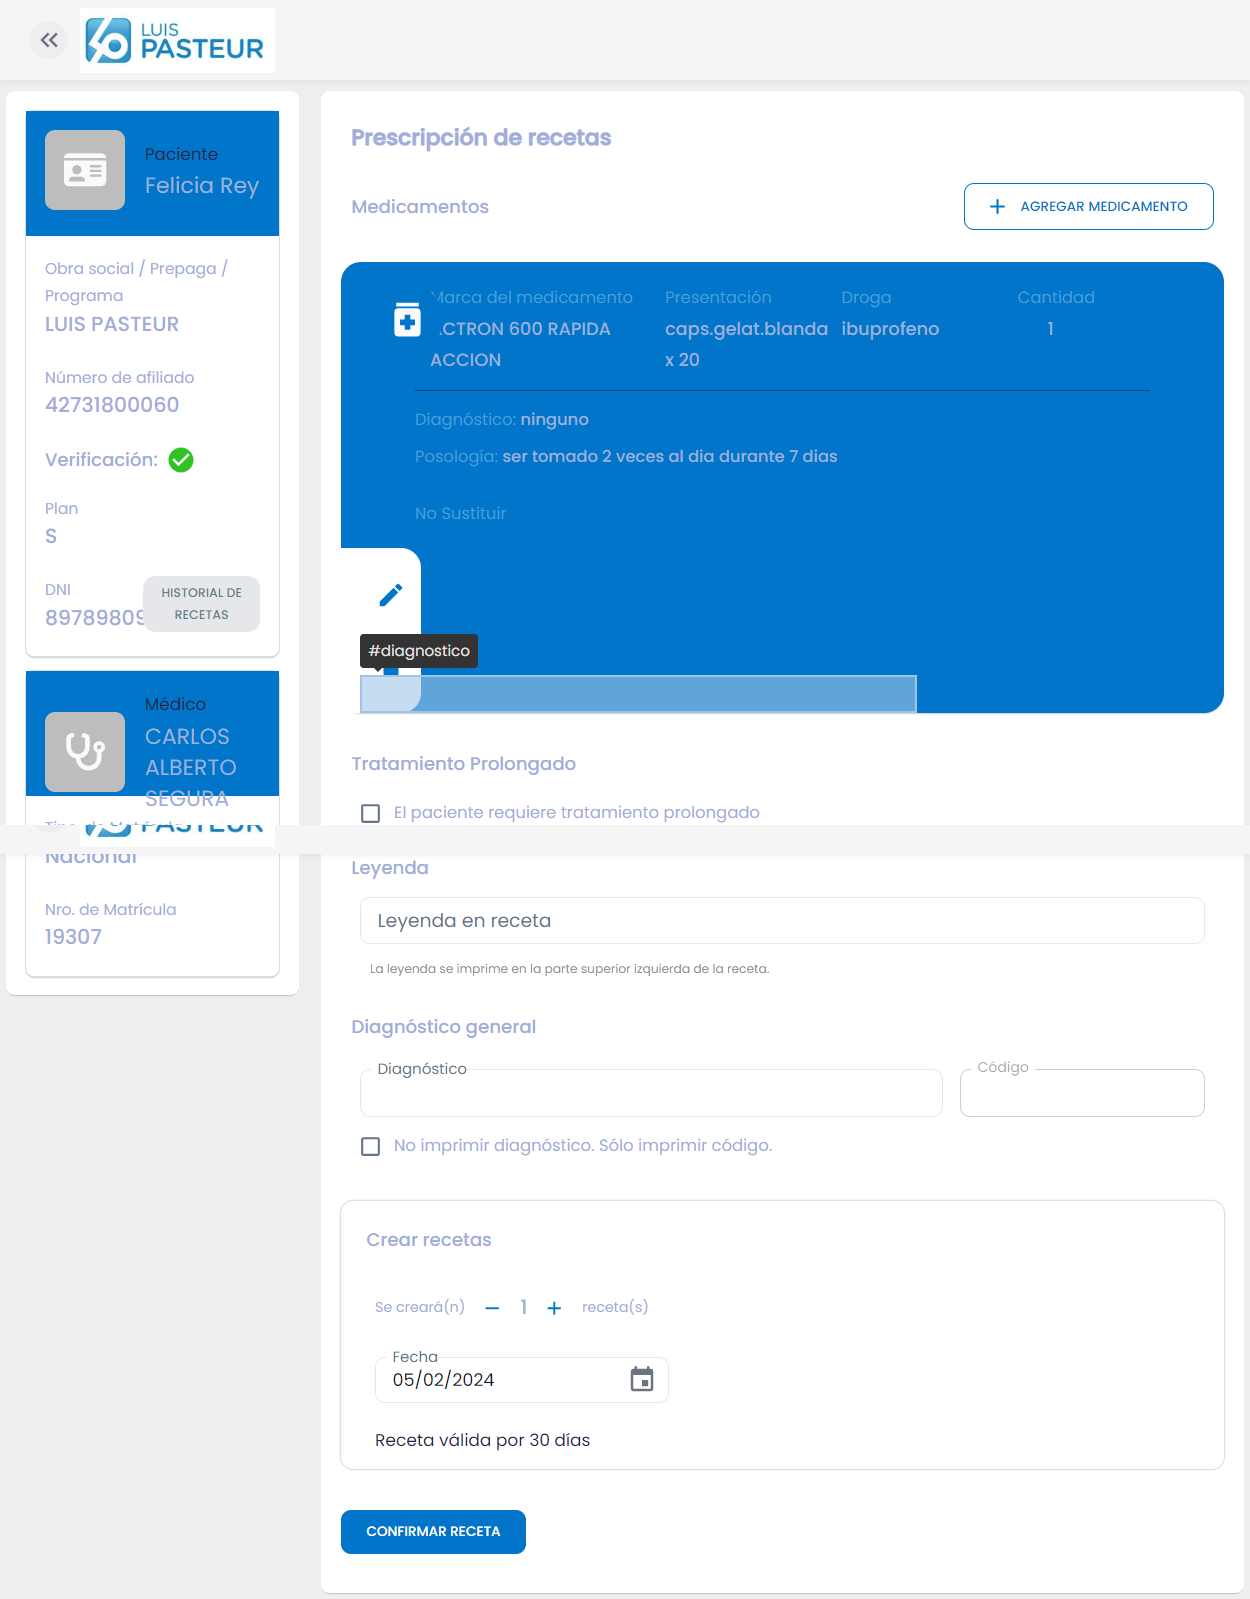 LUIS
PASTEUR
Paciente
Felicia Rey
Obra social / Prepaga /
Programa
LUIS PASTEUR
Número de afiliado
42731800060
Verificación:
Plan
S
DNI
89789809
HISTORIAL DE
RECETAS
Médico
CARLOS
ALBERTO
SEGURA
PASTEUR
Nacional
Nro. de Matrícula
19307
Prescripción de recetas
Medicamentos
AGREGAR MEDICAMENTO
Marca del medicamento Presentación Droga Cantidad
.CTRON 600 RAPIDA caps.gelat.blanda ibuprofeno 1
ACCION x 20
Diagnóstico: ninguno
Posología: ser tomado 2 veces al dia durante 7 dias
No Sustituir
#diagnostico
Tratamiento Prolongado
El paciente requiere tratamiento prolongado
Leyenda
Leyenda en receta
La leyenda se imprime en la parte superior izquierda de la receta.
Diagnóstico general
Diagnóstico Código
No imprimir diagnóstico. Sólo imprimir código.
Crear recetas
Se creará(n) 1 receta(s)
Fecha
05/02/2024
Receta válida por 30 días
CONFIRMAR RECETA